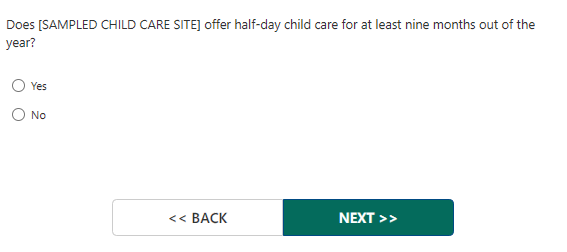 Does [SAMPLED CHILD CARE SITE] offer half-day child care for at least nine months out of the
year?
Yes
No
<< BACK
NEXT >>